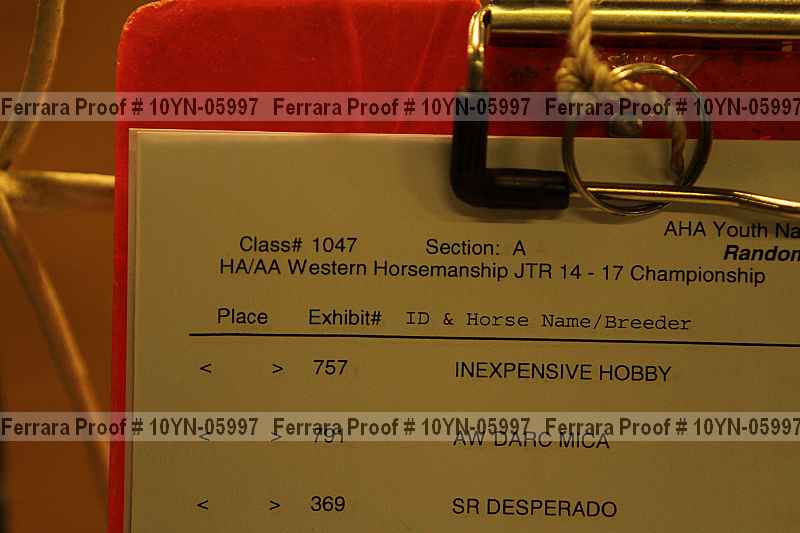 Ferrara Proof # 10YN-05997 Ferrara Proof # 10YN-05997 Ferrara Proof # 10YN-05997
AHA Youth Na
Class# 1047 Section: A Random
HA/AA Western Horsemanship JTR 14 - 17 Championship
Place Exhibit# ID & Horse Name/Breeder
< > 757 INEXPENSIVE HOBBY
Ferrara Proof # 10YN-05997 Ferrara Proof # 10YN-05997 Ferrara Proof # 10YN-05997
< > 791 AW DARC MICA
< > 369 SR DESPERADO